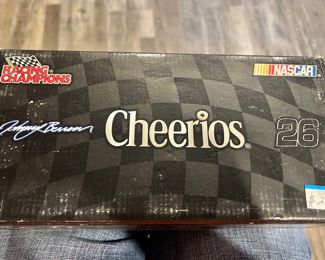 RACING CHAMPIONS
NASCAR
Johnny Benson Cheerios® 26